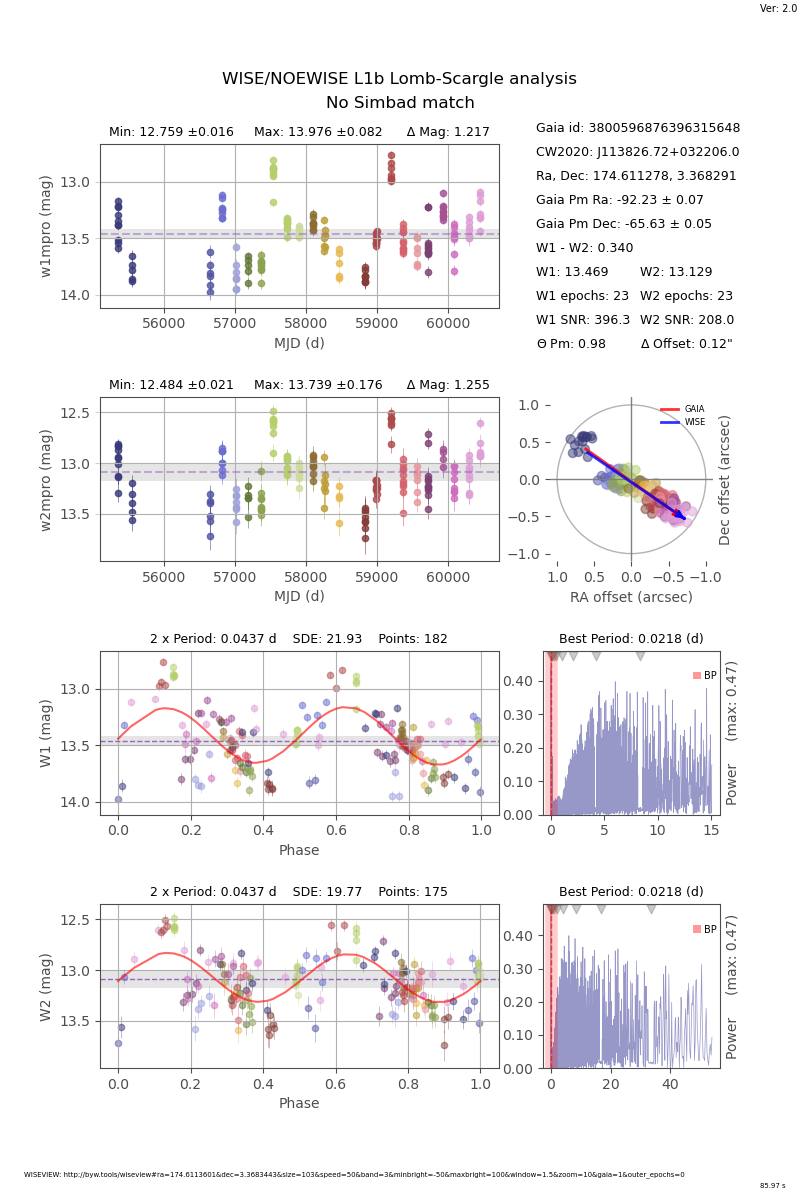 Ver: 2.0
WISE/NOEWISE L1b Lomb-Scargle analysis
No Simbad match
Min: 12.759 ±0.016 Max: 13.976 ±0.082 Δ Mag: 1.217
w1mpro (mag)
13.0
13.5
14.0
56000 57000 58000 59000 60000
MJD (d)
Gaia id: 3800596876396315648
CW2020: J113826.72+032206.0
Ra, Dec: 174.611278, 3.368291
Gaia Pm Ra: -92.23 ± 0.07
Gaia Pm Dec: -65.63 ± 0.05
W1 - W2: 0.340
W1: 13.469 W2: 13.129
W1 epochs: 23 W2 epochs: 23
W1 SNR: 396.3 W2 SNR: 208.0
Θ Pm: 0.98 Δ Offset: 0.12"
Min: 12.484 ±0.021 Max: 13.739 ±0.176 Δ Mag: 1.255
w2mpro (mag)
12.5
13.0
13.5
56000 57000 58000 59000 60000
MJD (d)
GAIA
WISE
1.0
0.5
0.0
−0.5
−1.0
1.0 0.5 0.0 −0.5 −1.0
RA offset (arcsec)
Dec offset (arcsec)
2 x Period: 0.0437 d SDE: 21.93 Points: 182
W1 (mag)
13.0
13.5
14.0
0.0 0.2 0.4 0.6 0.8 1.0
Phase
Best Period: 0.0218 (d)
BP
0.40
0.30
0.20
0.10
0.00
0 5 10 15
Power (max: 0.47)
2 x Period: 0.0437 d SDE: 19.77 Points: 175
W2 (mag)
12.5
13.0
13.5
0.0 0.2 0.4 0.6 0.8 1.0
Phase
Best Period: 0.0218 (d)
BP
0.40
0.30
0.20
0.10
0.00
0 20 40
Power (max: 0.47)
WISEVIEW: http://byw.tools/wiseview#ra=174.6113601&dec=3.3683443&size=103&speed=50&band=3&minbright=-50&maxbright=100&window=1.5&zoom=10&gaia=1&outer_epochs=0
85.97 s